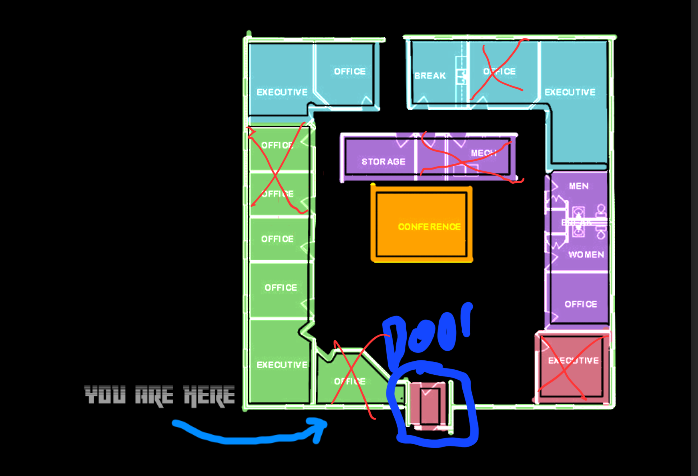 OFFICE
BREAK
OFFICE
EXECUTIVE
EXECUTIVE
OFFICE
STORAGE
MECH
OFFICE
MEN
CONFERENCE
OFFICE
WOMEN
OFFICE
OFFICE
Door
EXECUTIVE
EXECUTIVE
OFFICE
YOU ARE HERE